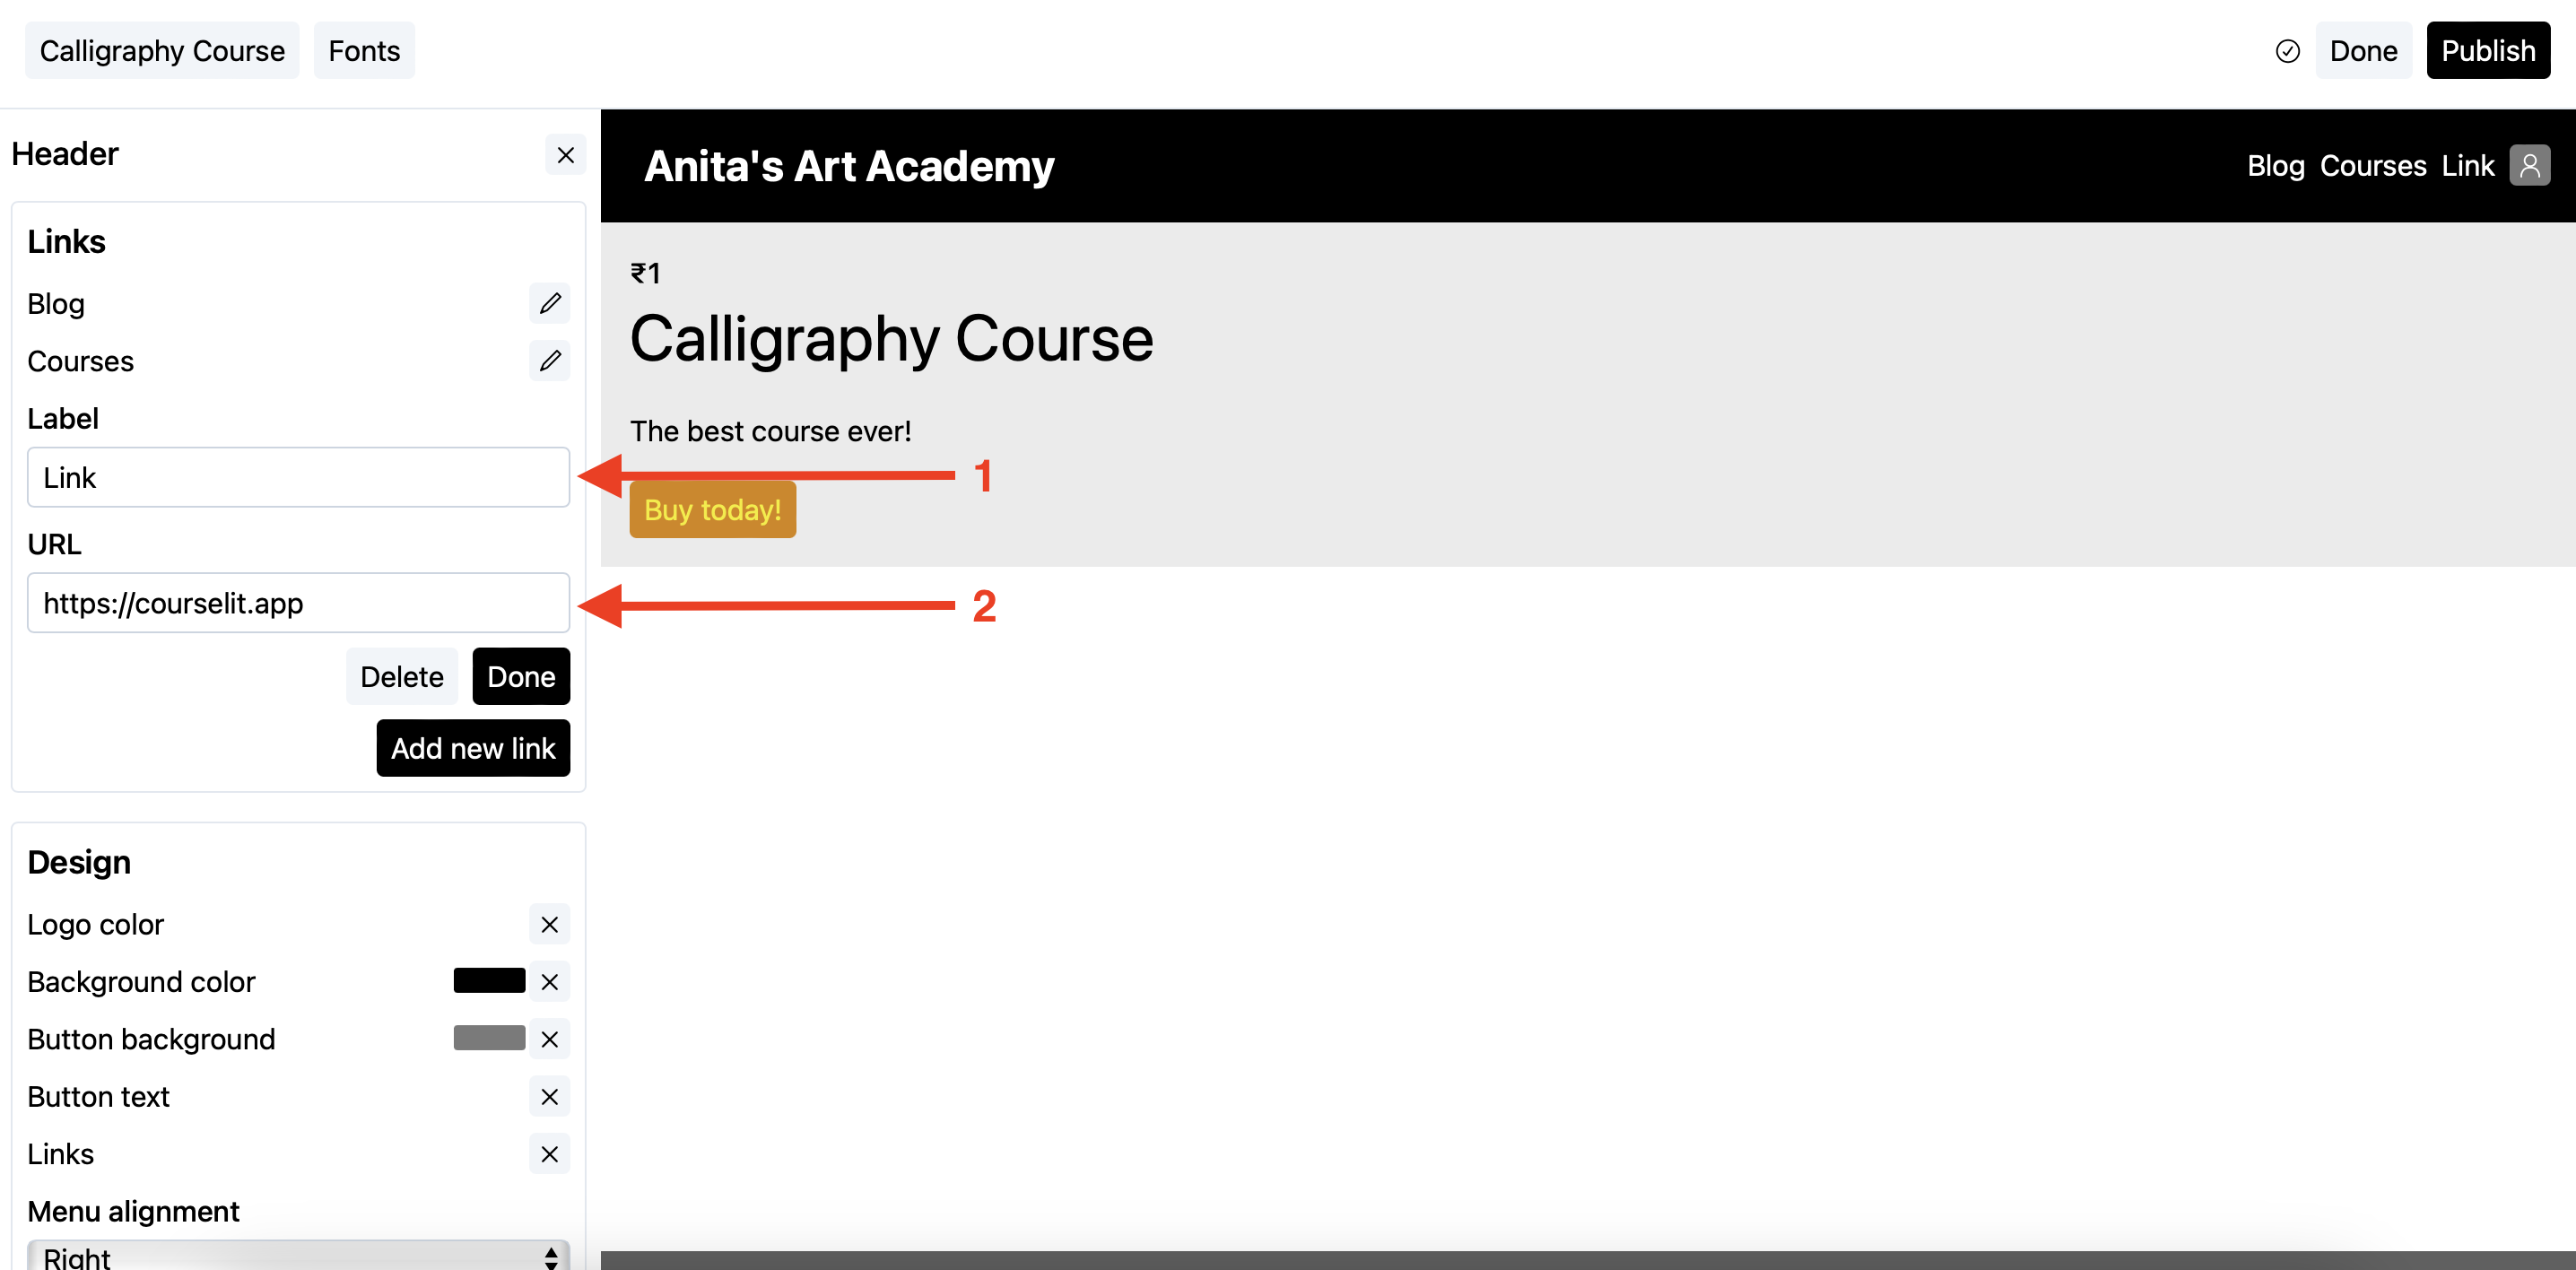 Calligraphy Course Fonts Done Publish
Header
Links
Blog
Courses
Label
Link
URL
https://courselit.app
Delete Done
Add new link
Design
Logo color
Background color
Button background
Button text
Links
Menu alignment
Right
Anita's Art Academy Blog Courses Link
₹1
Calligraphy Course
The best course ever!
1
Buy today!
2